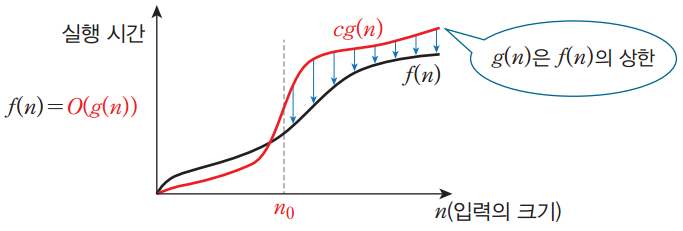 실행 시간
cg(n)
g(n)은 f(n)의 상한
f(n)
f(n) = O(g(n))
n0
n(입력의 크기)